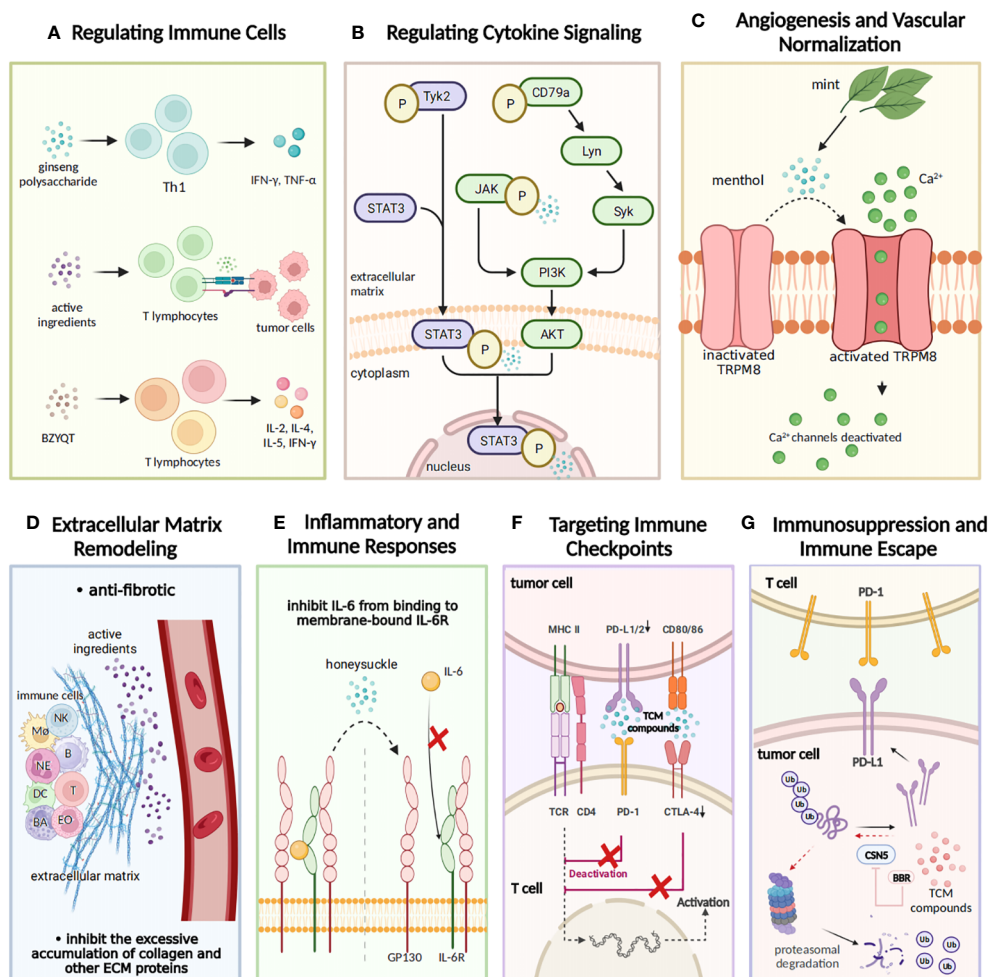 A Regulating Immune Cells
ginseng
polysaccharide
Th1
IFN-γ, TNF-α
active
ingredients
T lymphocytes
tumor cells
BZYQT
T lymphocytes
IL-2, IL-4,
IL-5, IFN-γ
B Regulating Cytokine Signaling
P Tyk2
P CD79a
Lyn
JAK P
STAT3
Syk
PI3K
extracellular
matrix
STAT3 P
AKT
cytoplasm
STAT3 P
nucleus
C Angiogenesis and Vascular
Normalization
mint
menthol
Ca²⁺
inactivated
TRPM8
activated TRPM8
Ca²⁺ channels deactivated
D Extracellular Matrix
Remodeling
• anti-fibrotic
active
ingredients
immune cells
NK
Mø
B
NE
DC
T
BA
EO
extracellular matrix
• inhibit the excessive
accumulation of collagen and
other ECM proteins
E Inflammatory and
Immune Responses
inhibit IL-6 from binding to
membrane-bound IL-6R
honeysuckle
IL-6
GP130 IL-6R
F Targeting Immune
Checkpoints
tumor cell
MHC II PD-L1/2↓ CD80/86
TCM
compounds
TCR CD4 PD-1 CTLA-4↓
Deactivation
T cell
Activation
G Immunosuppression and
Immune Escape
T cell
PD-1
tumor cell
PD-L1
Ub
Ub
Ub
Ub
CSN5
BBR
TCM
compounds
proteasomal
degradation
Ub
Ub
Ub
Ub